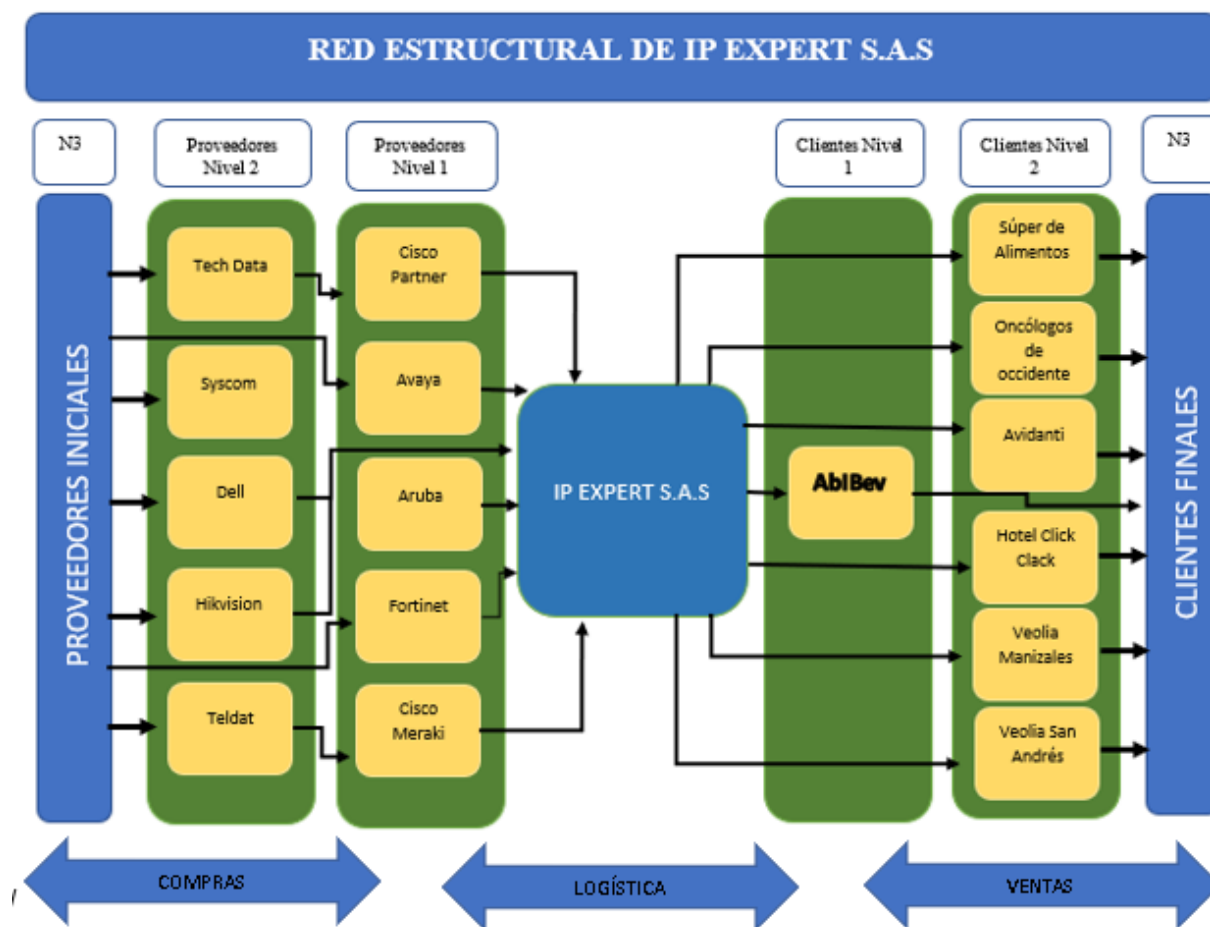 RED ESTRUCTURAL DE IP EXPERT S.A.S
N3
Proveedores
Nivel 2
Proveedores
Nivel 1
Clientes Nivel
1
Clientes Nivel
2
N3
PROVEEDORES INICIALES
Tech Data
Syscom
Dell
Hikvision
Teldat
Cisco
Partner
Avaya
Aruba
Fortinet
Cisco
Meraki
IP EXPERT S.A.S
AbIBev
Súper de
Alimentos
Oncólogos
de
occidente
Avidanti
Hotel Click
Clack
Veolia
Manizales
Veolia San
Andrés
CLIENTES FINALES
COMPRAS
LOGÍSTICA
VENTAS